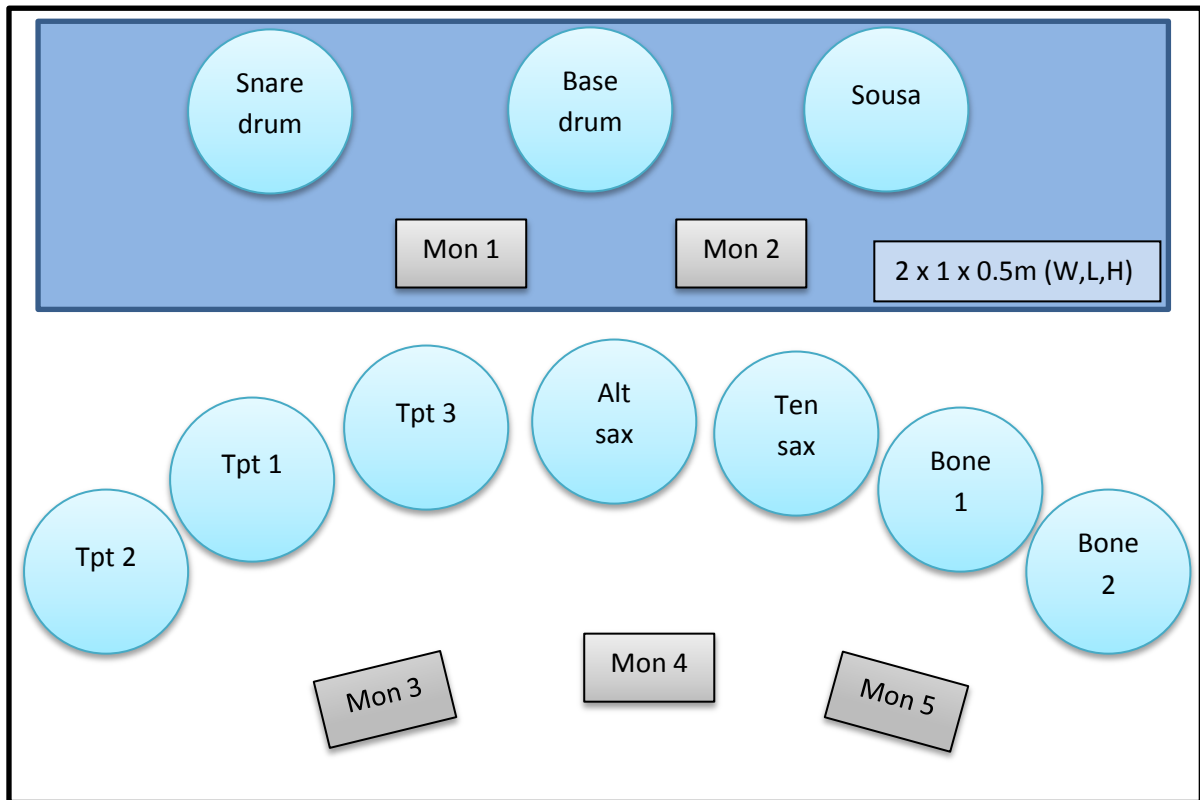 Snare
drum
Base
drum
Sousa
Mon 1
Mon 2
2 x 1 x 0.5m (W,L,H)
Tpt 2
Tpt 1
Tpt 3
Alt
sax
Ten
sax
Bone
1
Bone
2
Mon 3
Mon 4
Mon 5